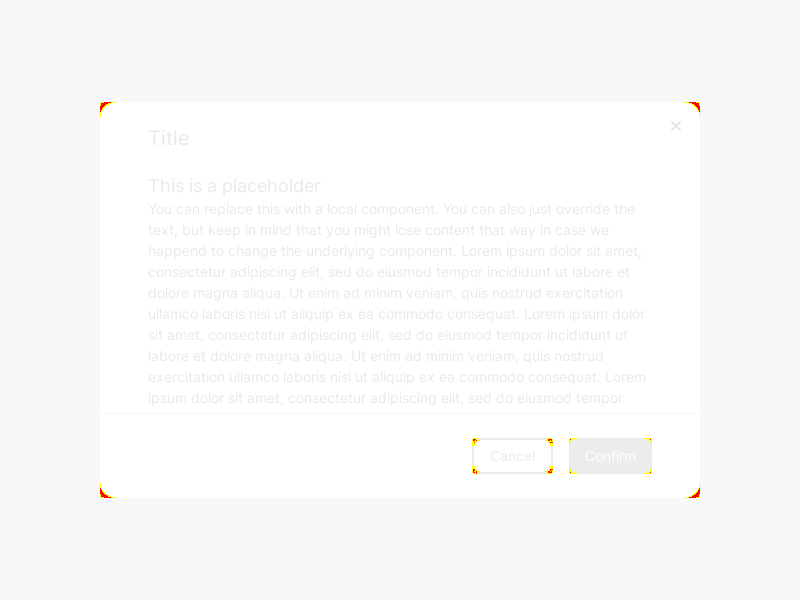 Title
This is a placeholder
You can replace this with a local component. You can also just override the
text, but keep in mind that you might lose content that way in case we
happend to change the underlying component. Lorem ipsum dolor sit amet,
consectetur adipiscing elit, sed do eiusmod tempor incididunt ut labore et
dolore magna aliqua. Ut enim ad minim veniam, quis nostrud exercitation
ullamco laboris nisi ut aliquip ex ea commodo consequat. Lorem ipsum dolor
sit amet, consectetur adipiscing elit, sed do eiusmod tempor incididunt ut
labore et dolore magna aliqua. Ut enim ad minim veniam, quis nostrud
exercitation ullamco laboris nisi ut aliquip ex ea commodo consequat. Lorem
ipsum dolor sit amet, consectetur adipiscing elit, sed do eiusmod tempor
Cancel
Confirm